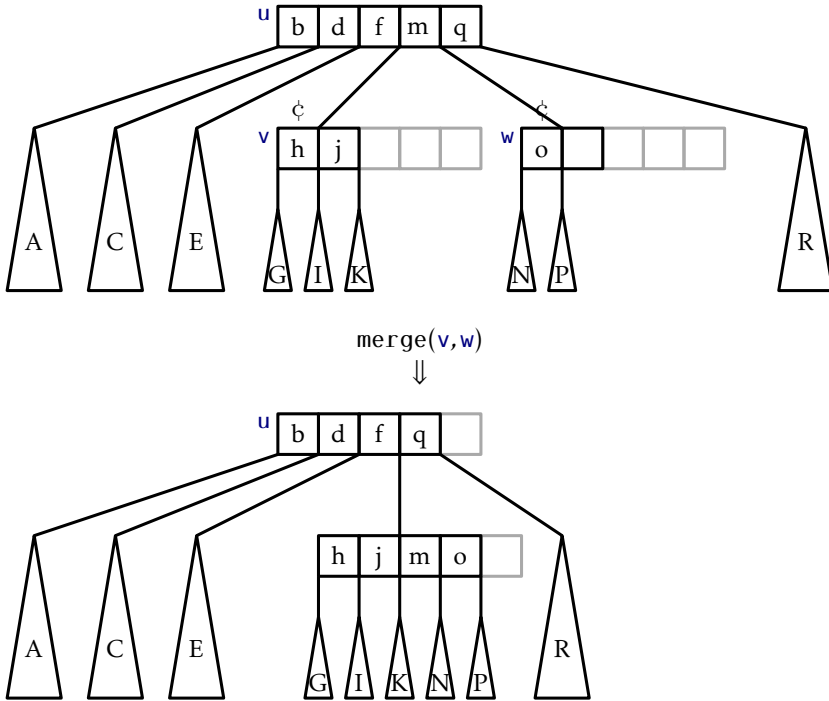 u b d f m q
¢ ¢
v h j w o
A C E R
G I K N P
merge(v,w)
⇓
u b d f q
h j m o
A C E R
G I K N P